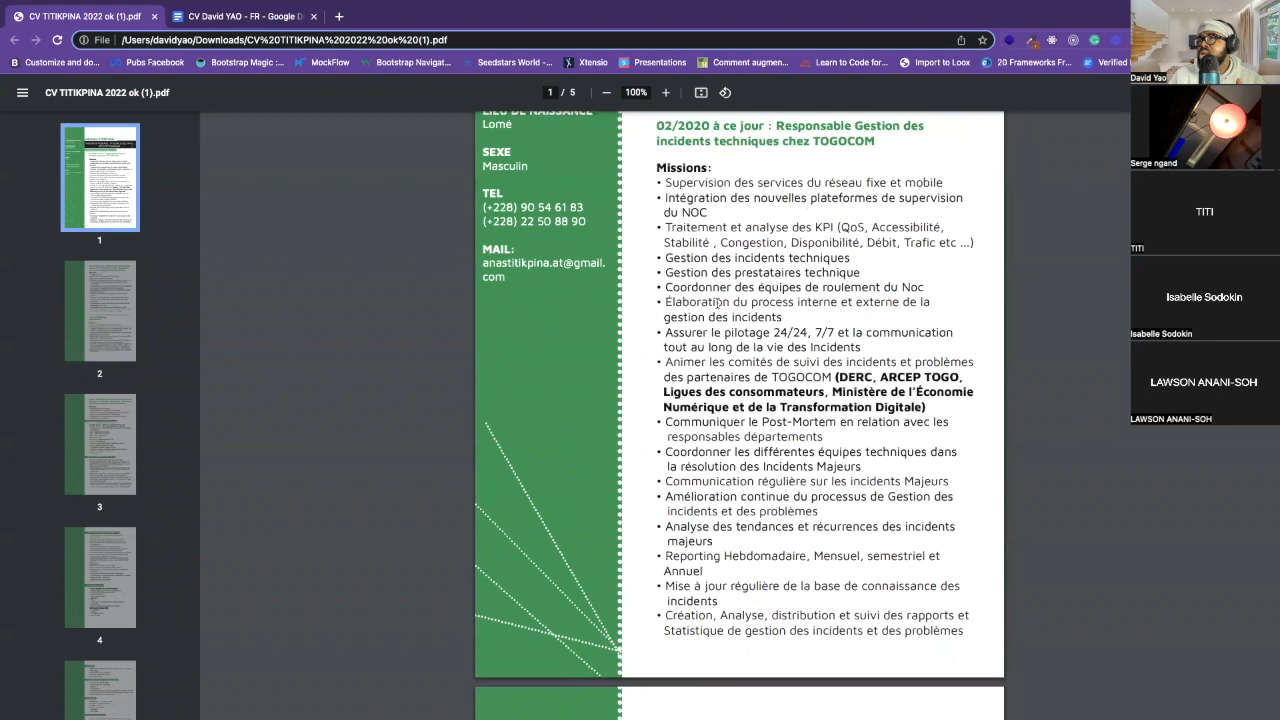 CV TITIKPINA 2022 ok (1).pdf
CV David YAO - FR - Google D
File
/Users/davidyao/Downloads/CV%20TITIKPINA%202022%20ok%20(1).pdf
Customize and do...
Pubs Facebook
Bootstrap Magic :...
MockFlow
Bootstrap Navigat...
Seedstars World -...
Xtensio
Presentations
Comment augmen...
Learn to Code for...
Import to Loox
20 Frameworks Fr...
Verified
CV TITIKPINA 2022 ok (1).pdf
1 / 5
100%
1
2
3
4
LIEU DE NAISSANCE
Lomé
SEXE
Masculin
TEL
(+228) 90 54 61 83
(+228) 22 50 88 90
MAIL:
anastitikpina.at@gmail.
com
02/2020 à ce jour : Responsable Gestion des
incidents techniques chez TOGOCOM
Missions:
• Supervision des services du réseau fixe et mobile
• Intégration des nouvelles plateformes de supervision
du NOC
• Traitement et analyse des KPI (QoS, Accessibilité,
Stabilité , Congestion, Disponibilité, Débit, Trafic etc ...)
• Gestion des incidents techniques
• Gestion des prestataires technique
• Coordonner des équipes de roulement du Noc
• Élaboration du process interne et externe de la
gestion des incidents
• Assurer le pilotage 24/24, 7/7 et la communication
tout au long de la vie des Incidents
• Animer les comités de suivi des incidents et problèmes
des partenaires de TOGOCOM (DERC, ARCEP TOGO,
Ligues des consommateurs, Ministère de l’Économie
Numérique et de la Transformation Digitale)
• Communiquer le Post-Mortem en relation avec les
responsables départements
• Coordonner les différentes équipes techniques dans
la résolution des Incidents Majeurs
• Communication régulière sur les incidents Majeurs
• Amélioration continue du processus de Gestion des
incidents et des problèmes
• Analyse des tendances et récurrences des incidents
majeurs
• Reporting Hebdomadaire, Mensuel, semestriel et
Annuel
• Mise à jour régulière de la base de connaissance des
incidents
• Création, Analyse, distribution et suivi des rapports et
Statistique de gestion des incidents et des problèmes
David Yao
Serge ngand
TITI
TITI
Isabelle Sodokin
Isabelle Sodokin
LAWSON ANANI-SOH
LAWSON ANANI-SOH